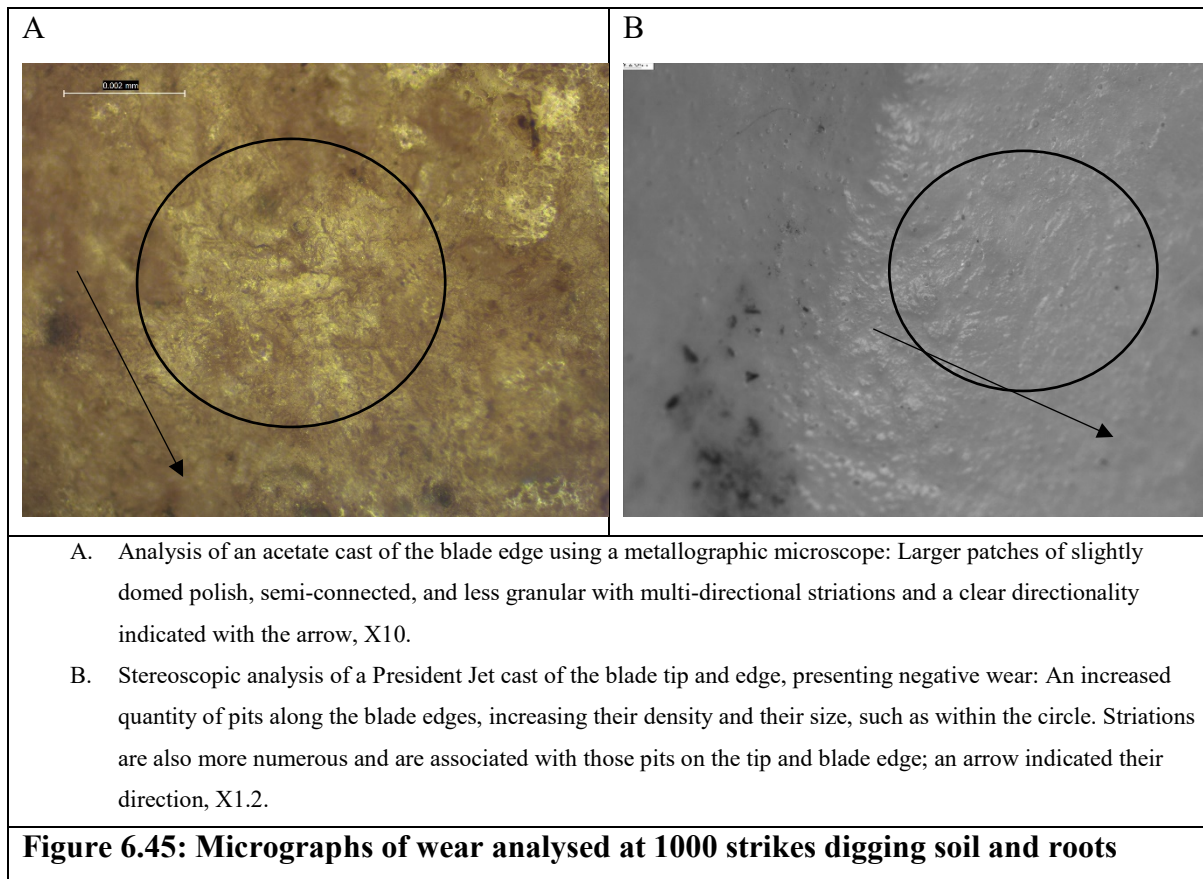 A
B
0.002 mm
A. Analysis of an acetate cast of the blade edge using a metallographic microscope: Larger patches of slightly
domed polish, semi-connected, and less granular with multi-directional striations and a clear directionality
indicated with the arrow, X10.
B. Stereoscopic analysis of a President Jet cast of the blade tip and edge, presenting negative wear: An increased
quantity of pits along the blade edges, increasing their density and their size, such as within the circle. Striations
are also more numerous and are associated with those pits on the tip and blade edge; an arrow indicated their
direction, X1.2.
Figure 6.45: Micrographs of wear analysed at 1000 strikes digging soil and roots